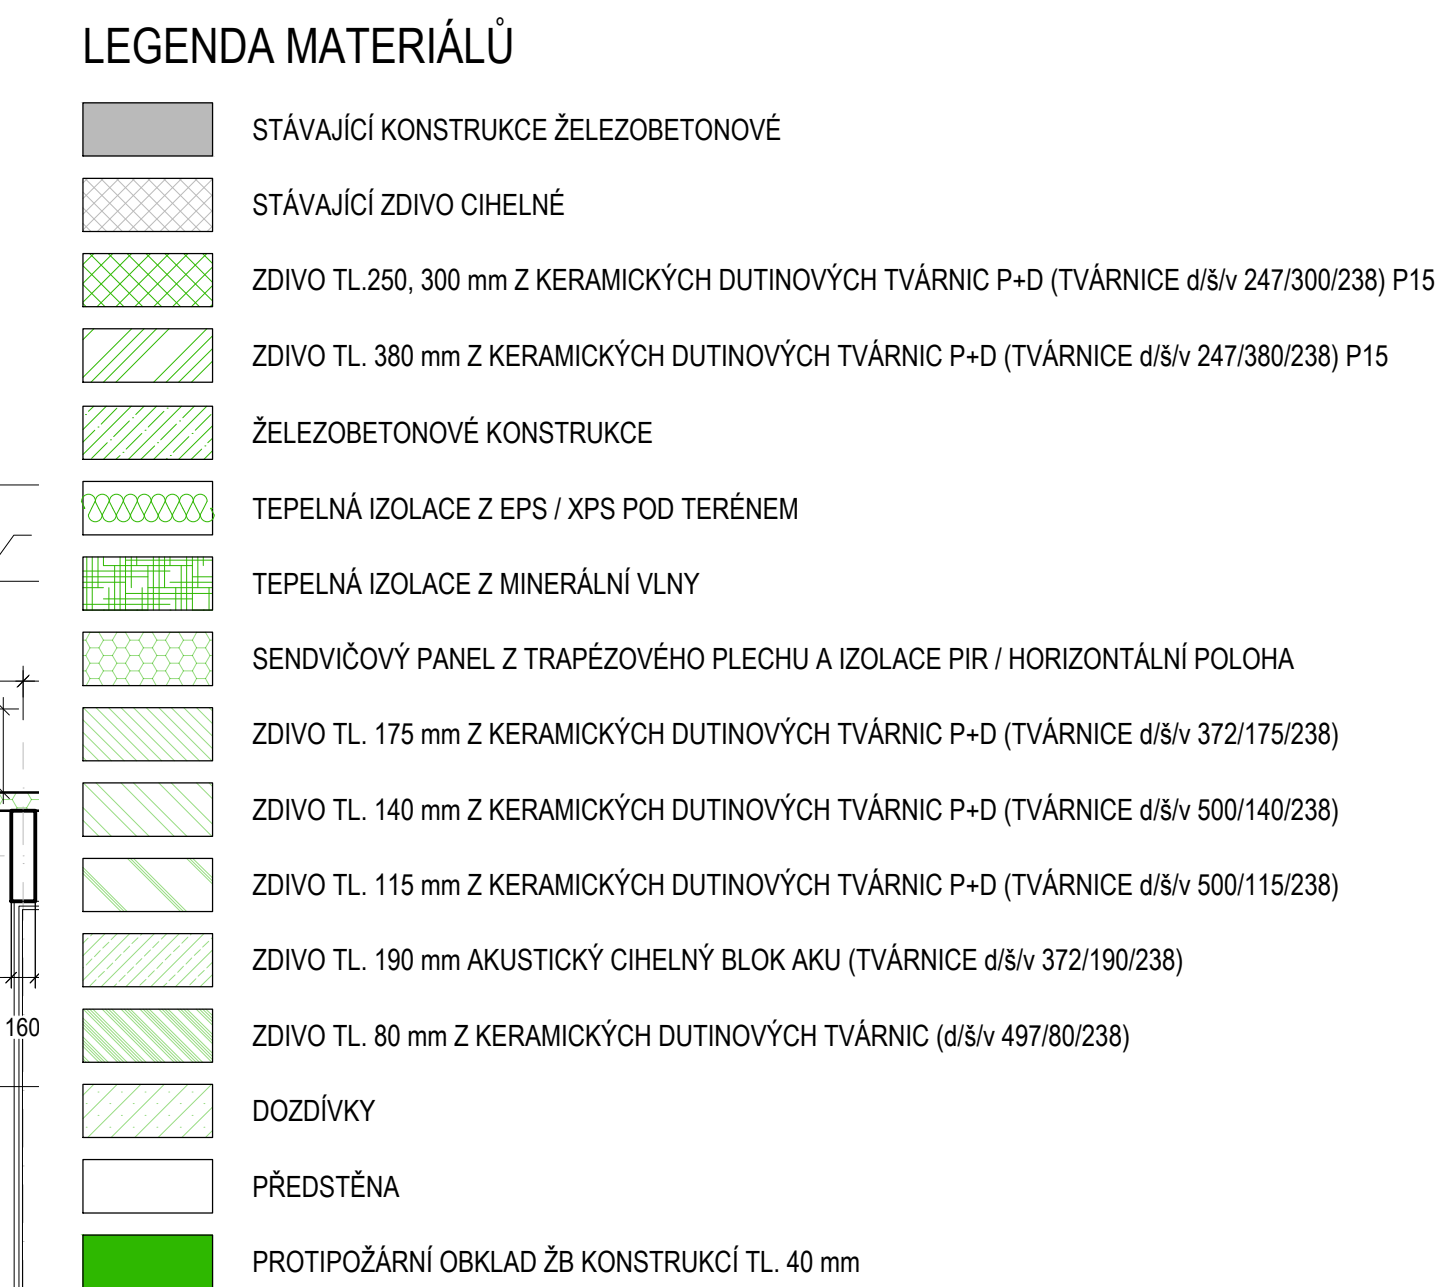 LEGENDA MATERIÁLŮ
STÁVAJÍCÍ KONSTRUKCE ŽELEZOBETONOVÉ
STÁVAJÍCÍ ZDIVO CIHELNÉ
ZDIVO TL.250, 300 mm Z KERAMICKÝCH DUTINOVÝCH TVÁRNIC P+D (TVÁRNICE d/š/v 247/300/238) P15
ZDIVO TL. 380 mm Z KERAMICKÝCH DUTINOVÝCH TVÁRNIC P+D (TVÁRNICE d/š/v 247/380/238) P15
ŽELEZOBETONOVÉ KONSTRUKCE
TEPELNÁ IZOLACE Z EPS / XPS POD TERÉNEM
TEPELNÁ IZOLACE Z MINERÁLNÍ VLNY
SENDVIČOVÝ PANEL Z TRAPÉZOVÉHO PLECHU A IZOLACE PIR / HORIZONTÁLNÍ POLOHA
ZDIVO TL. 175 mm Z KERAMICKÝCH DUTINOVÝCH TVÁRNIC P+D (TVÁRNICE d/š/v 372/175/238)
ZDIVO TL. 140 mm Z KERAMICKÝCH DUTINOVÝCH TVÁRNIC P+D (TVÁRNICE d/š/v 500/140/238)
ZDIVO TL. 115 mm Z KERAMICKÝCH DUTINOVÝCH TVÁRNIC P+D (TVÁRNICE d/š/v 500/115/238)
ZDIVO TL. 190 mm AKUSTICKÝ CIHELNÝ BLOK AKU (TVÁRNICE d/š/v 372/190/238)
160
ZDIVO TL. 80 mm Z KERAMICKÝCH DUTINOVÝCH TVÁRNIC (d/š/v 497/80/238)
DOZDÍVKY
PŘEDSTĚNA
PROTIPOŽÁRNÍ OBKLAD ŽB KONSTRUKCÍ TL. 40 mm